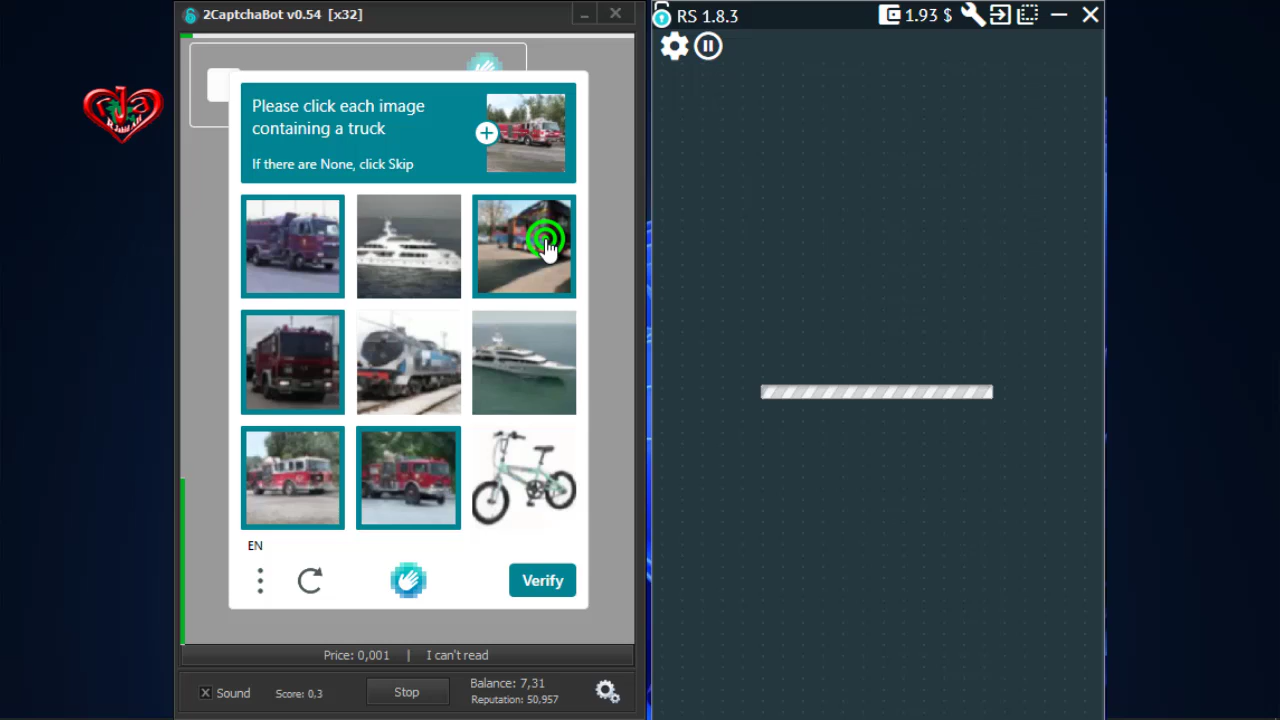 2CaptchaBot v0.54 [x32]
RS 1.8.3
1.93 $
Please click each image
containing a truck
If there are None, click Skip
EN
Verify
Price: 0,001 | I can't read
Sound
Score: 0,3
Stop
Balance: 7,31
Reputation: 50,957